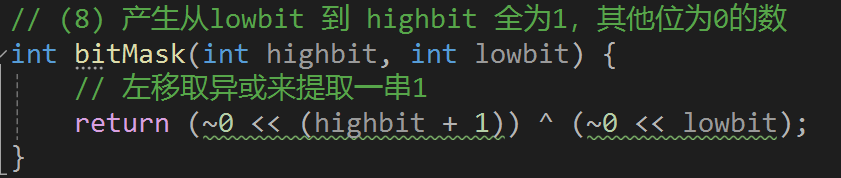 // (8) 产生从lowbit 到 highbit 全为1，其他位为0的数
int bitMask(int highbit, int lowbit) {
// 左移取异或来提取一串1
return (~0 << (highbit + 1)) ^ (~0 << lowbit);
}